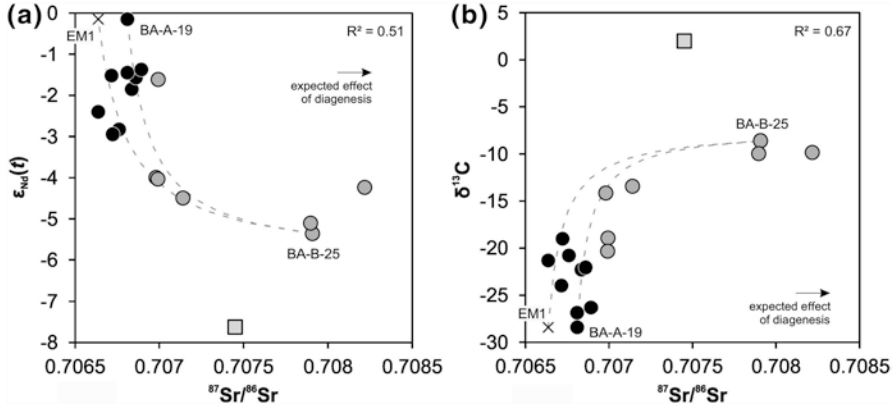 (a)
0
-1
-2
-3
-4
-5
-6
-7
-8
εNd(t)
EM1
BA-A-19
R² = 0.51
expected effect
of diagenesis
BA-B-25
0.7065
0.707
0.7075
0.708
0.7085
⁸⁷Sr/⁸⁶Sr
(b)
5
0
-5
-10
-15
-20
-25
-30
δ¹³C
R² = 0.67
BA-B-25
expected effect
of diagenesis
EM1
BA-A-19
0.7065
0.707
0.7075
0.708
0.7085
⁸⁷Sr/⁸⁶Sr